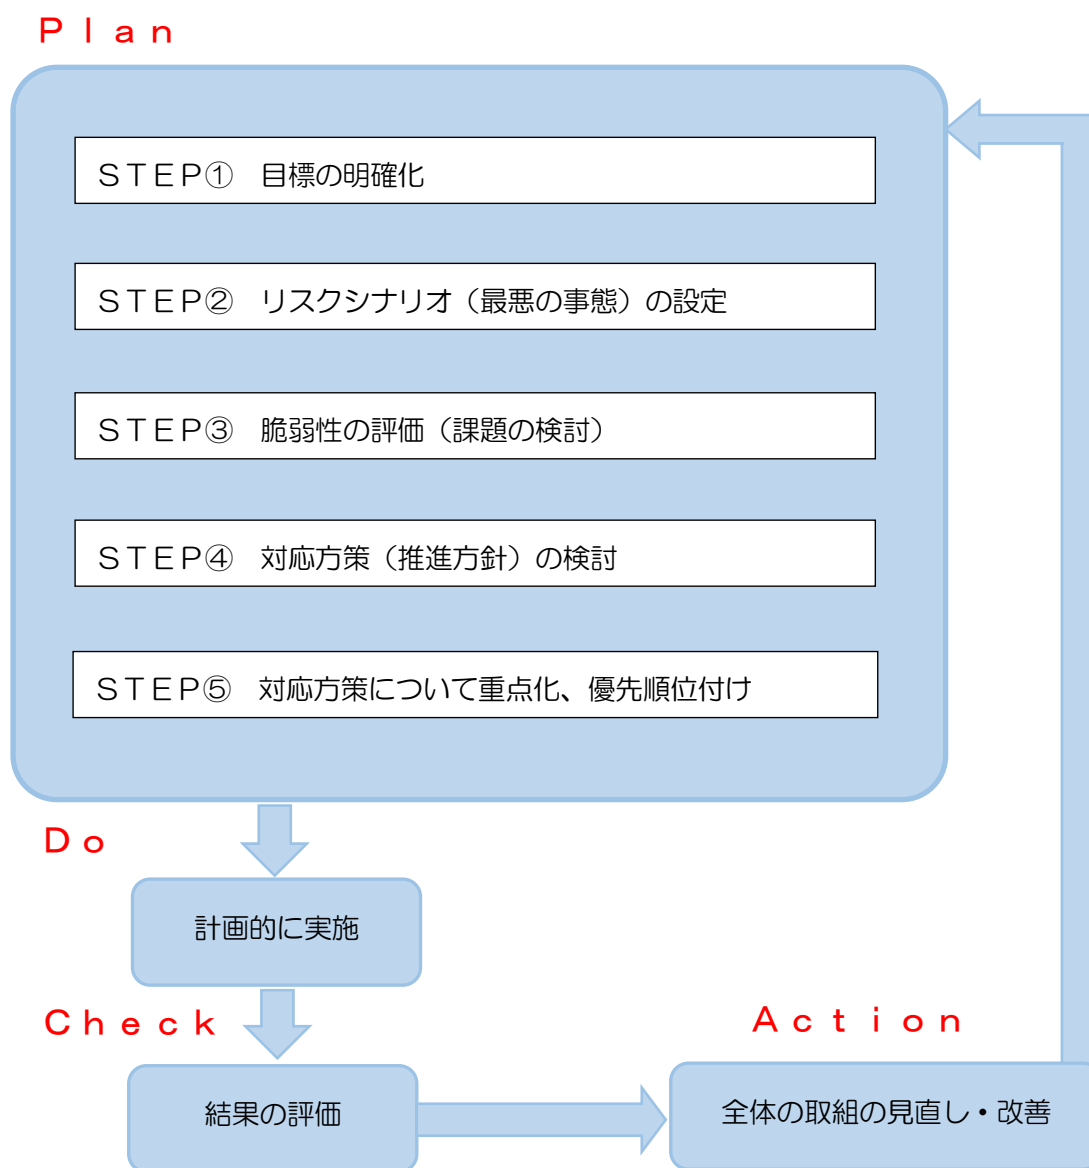 Ｐｌａｎ
ＳＴＥＰ①　目標の明確化
ＳＴＥＰ②　リスクシナリオ（最悪の事態）の設定
ＳＴＥＰ③　脆弱性の評価（課題の検討）
ＳＴＥＰ④　対応方策（推進方針）の検討
ＳＴＥＰ⑤　対応方策について重点化、優先順位付け
Ｄｏ
計画的に実施
Ｃｈｅｃｋ
結果の評価
Ａｃｔｉｏｎ
全体の取組の見直し・改善